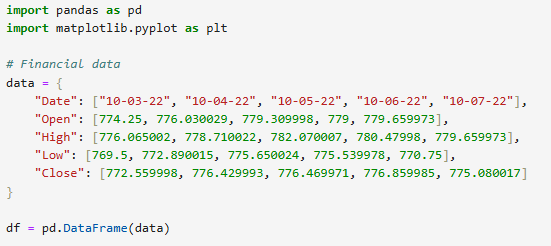 import pandas as pd
import matplotlib.pyplot as plt

# Financial data
data = {
    "Date": ["10-03-22", "10-04-22", "10-05-22", "10-06-22", "10-07-22"],
    "Open": [774.25, 776.030029, 779.309998, 779, 779.659973],
    "High": [776.065002, 778.710022, 782.070007, 780.47998, 779.659973],
    "Low": [769.5, 772.890015, 775.650024, 775.539978, 770.75],
    "Close": [772.559998, 776.429993, 776.469971, 776.859985, 775.080017]
}

df = pd.DataFrame(data)